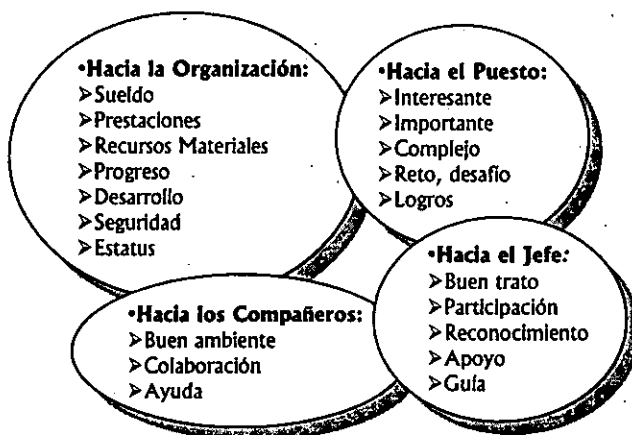 •Hacia la Organización:
➢Sueldo
➢Prestaciones
➢Recursos Materiales
➢Progreso
➢Desarrollo
➢Seguridad
➢Estatus
•Hacia el Puesto:
➢Interesante
➢Importante
➢Complejo
➢Reto, desafío
➢Logros
•Hacia los Compañeros:
➢Buen ambiente
➢Colaboración
➢Ayuda
•Hacia el Jefe:
➢Buen trato
➢Participación
➢Reconocimiento
➢Apoyo
➢Guía